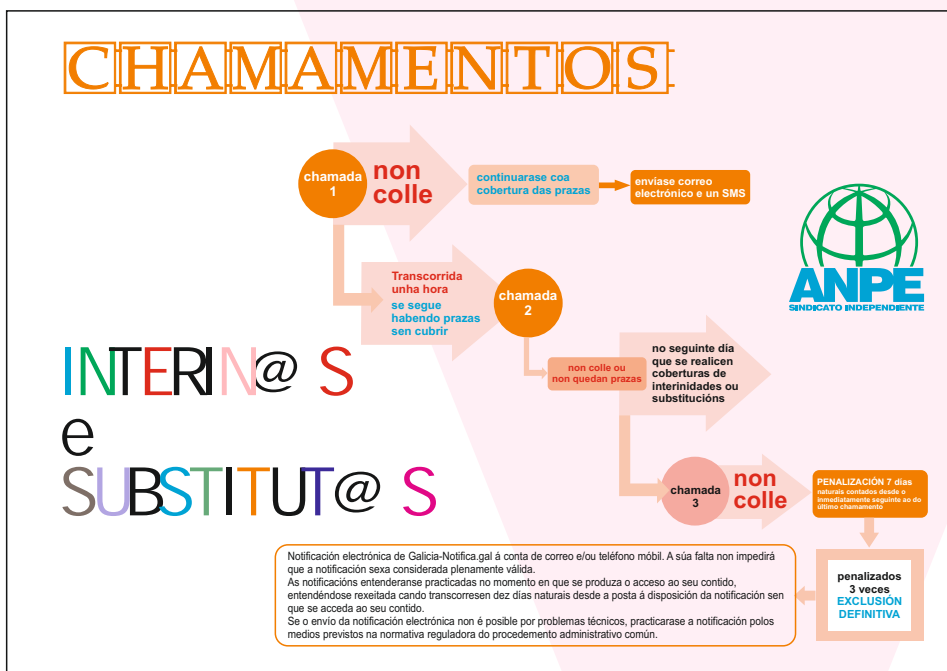 CHAMAMENTOS
chamada
1
non
colle
continuarase coa
cobertura das prazas
envíase correo
electrónico e un SMS
ANPE
SINDICATO INDEPENDIENTE
Transcorrida
unha hora
se segue
habendo prazas
sen cubrir
chamada
2
non colle ou
non quedan prazas
no seguinte día
que se realicen
coberturas de
interinidades ou
substitucións
INTERIN@S
e
SUBSTITUT@S
chamada
3
non
colle
PENALIZACIÓN 7 días
naturais contados desde o
inmediatamente seguinte ao do
último chamamento
penalizados
3 veces
EXCLUSIÓN
DEFINITIVA
Notificación electrónica de Galicia-Notifica.gal á conta de correo e/ou teléfono móbil. A súa falta non impedirá
que a notificación sexa considerada plenamente válida.
As notificacións entenderanse practicadas no momento en que se produza o acceso ao seu contido,
entendéndose rexeitada cando transcorresen dez días naturais desde a posta á disposición da notificación sen
que se acceda ao seu contido.
Se o envío da notificación electrónica non é posible por problemas técnicos, practicarase a notificación polos
medios previstos na normativa reguladora do procedemento administrativo común.